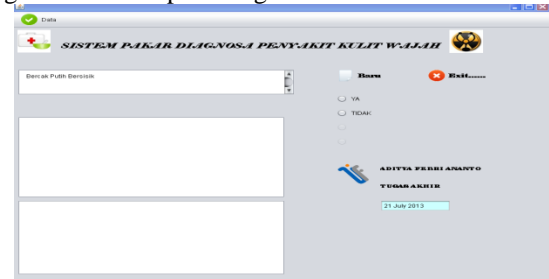 Data
SISTEM PAKAR DIAGNOSA PENYAKIT KULIT WAJAH
Bercak Putih Bersisik
Baru
Exit......
YA
TIDAK
ADITYA FEBRI ANANTO
TUGAS AKHIR
21 July 2013